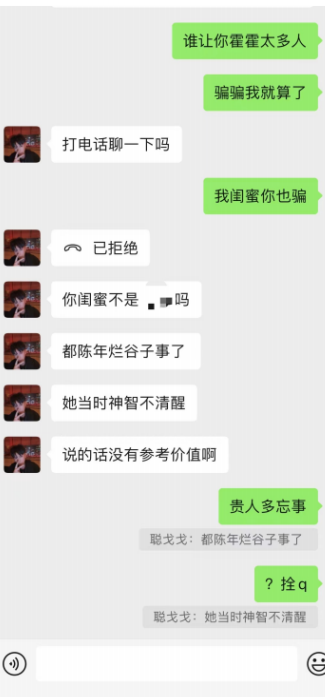 谁让你霍霍太多人
骗骗我就算了
打电话聊一下吗
我闺蜜你也骗
已拒绝
你闺蜜不是 吗
都陈年烂谷子事了
她当时神智不清醒
说的话没有参考价值啊
贵人多忘事
聪戈戈：都陈年烂谷子事了
？拴q
聪戈戈：她当时神智不清醒